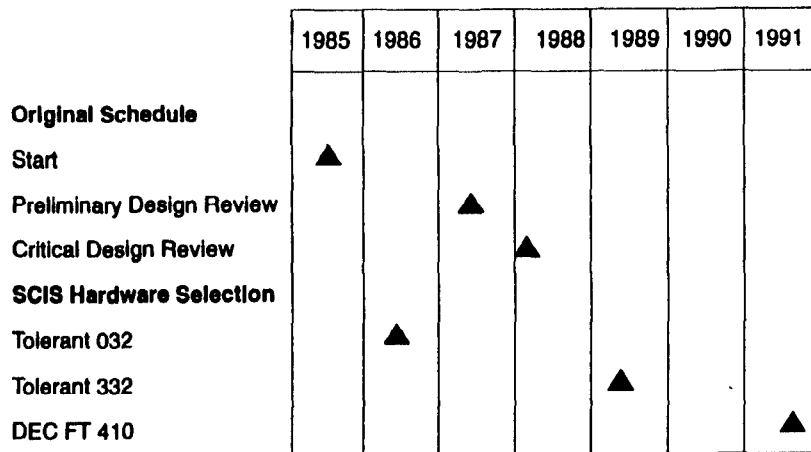 1985 1986 1987 1988 1989 1990 1991
Original Schedule
Start
Preliminary Design Review
Critical Design Review
SCIS Hardware Selection
Tolerant 032
Tolerant 332
DEC FT 410